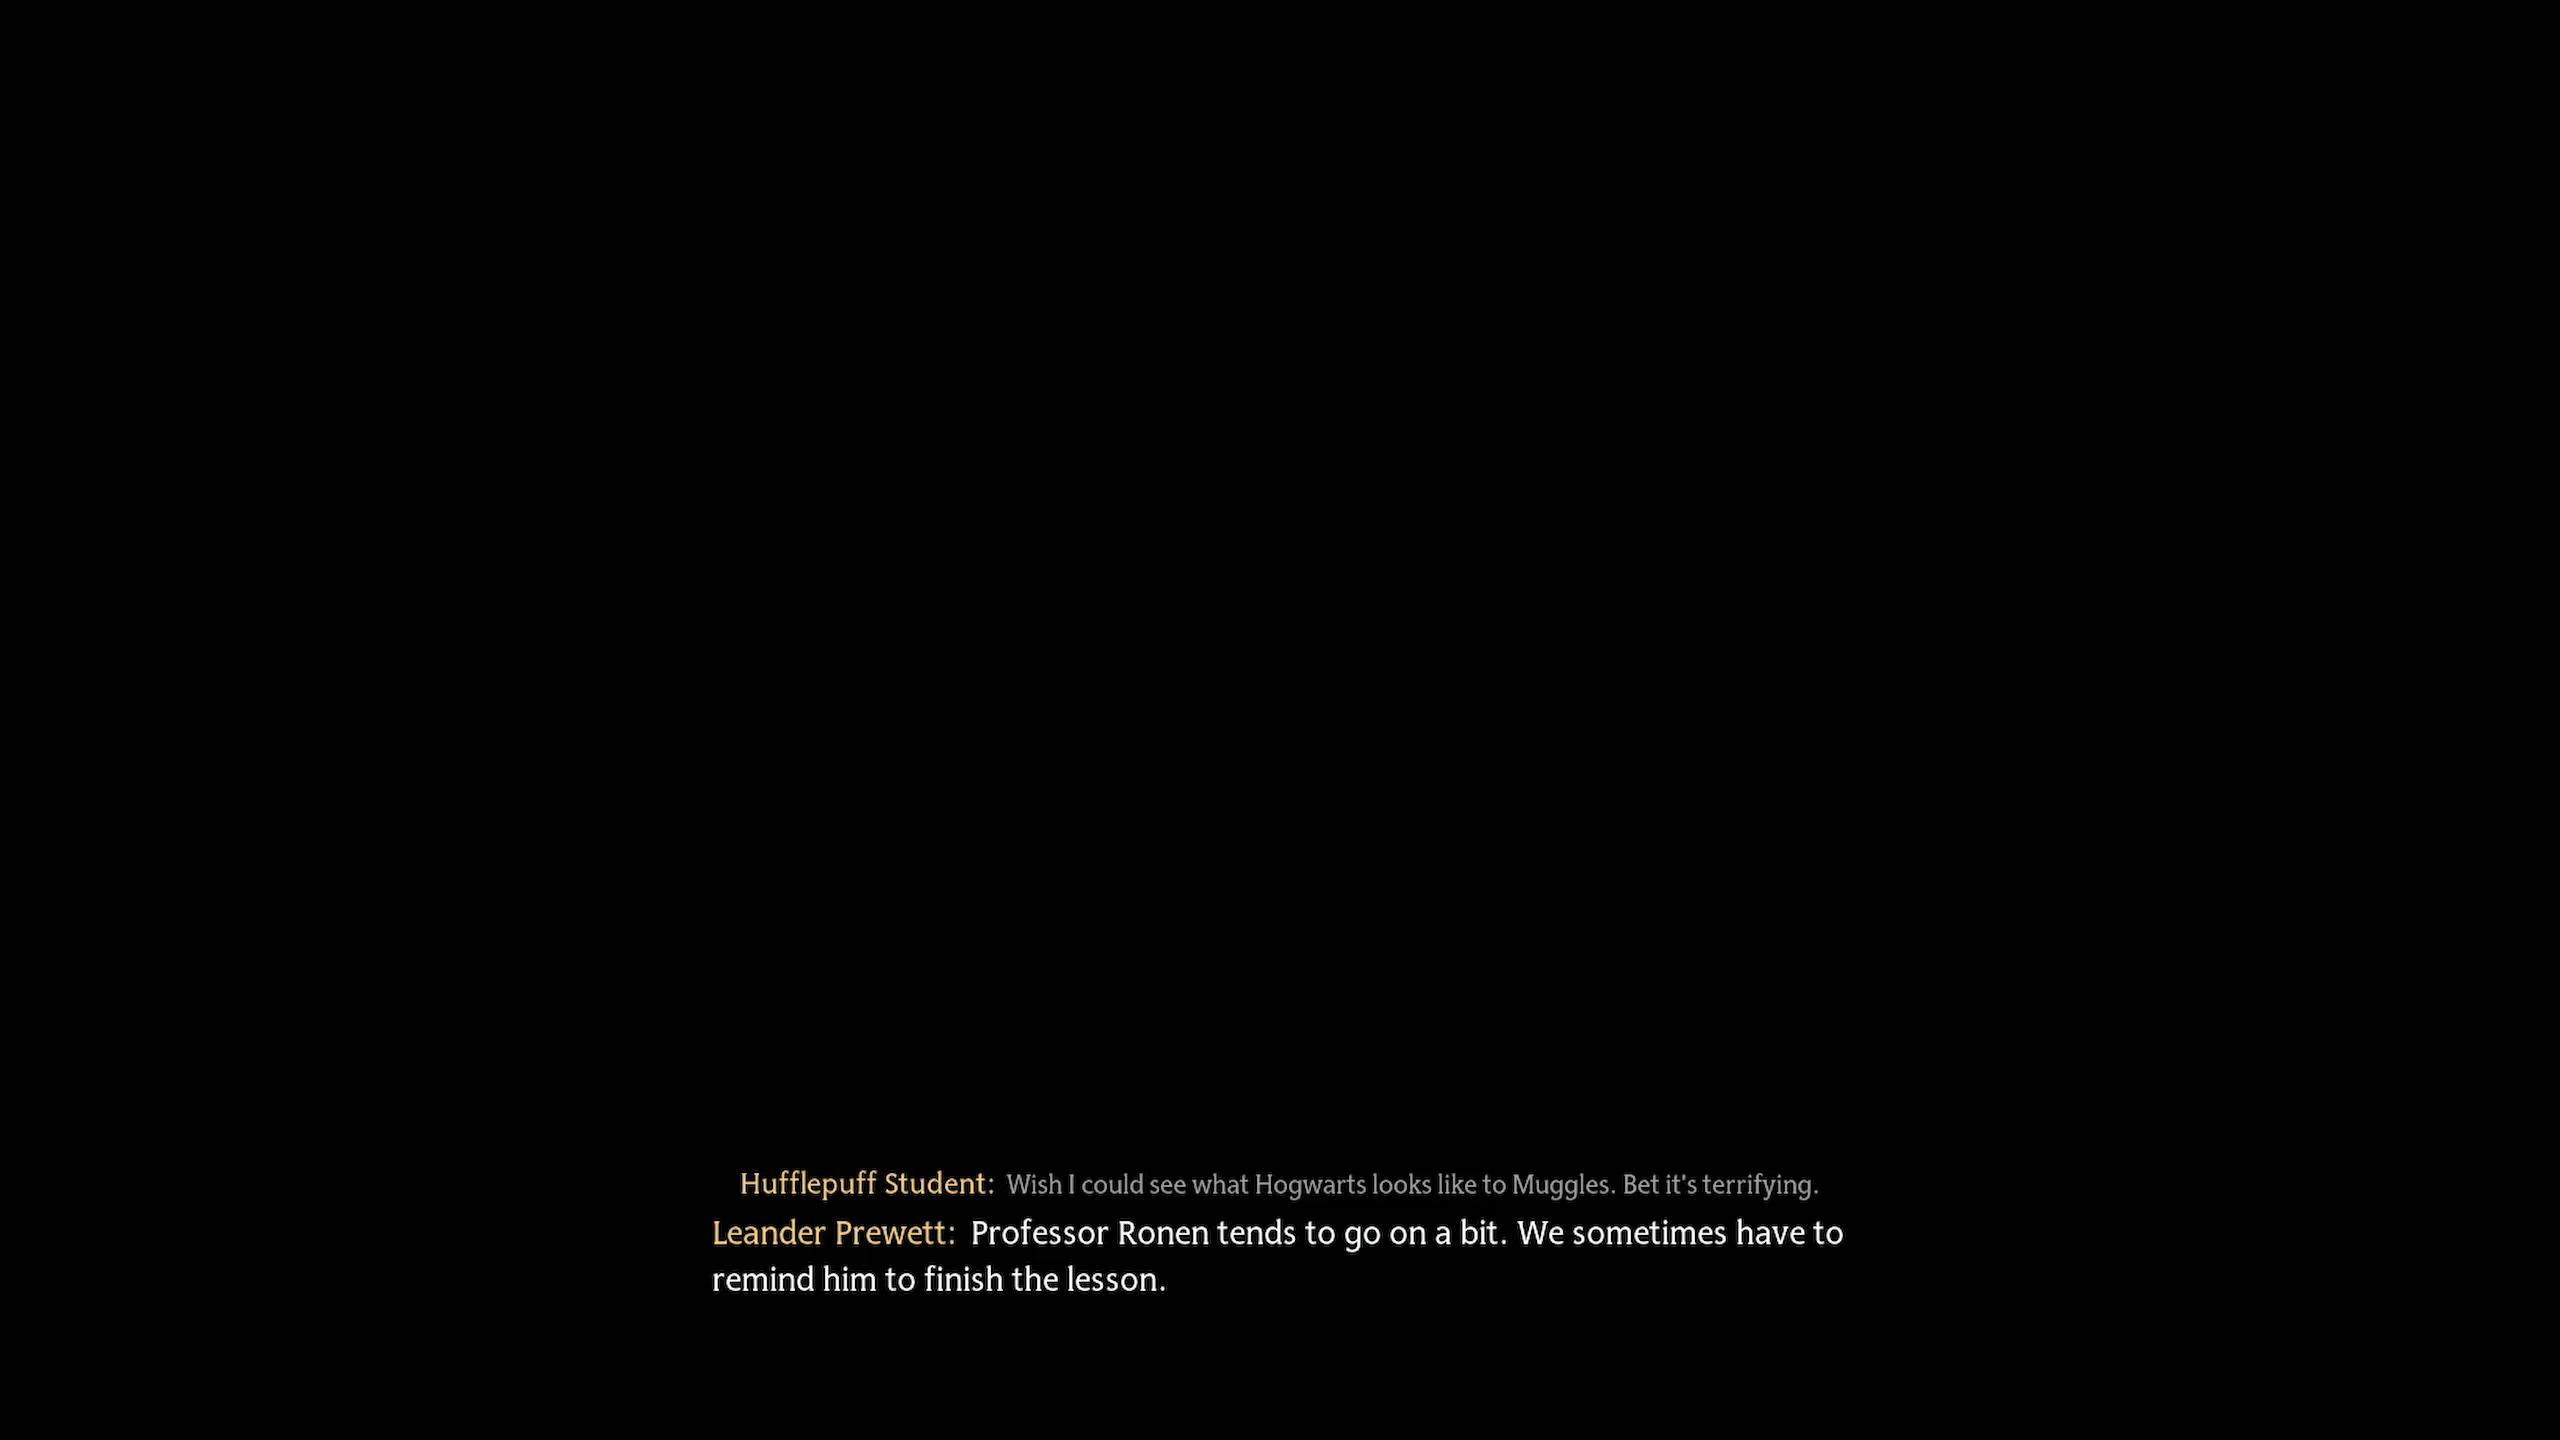 Hufflepuff Student: Wish I could see what Hogwarts looks like to Muggles. Bet it's terrifying.
Leander Prewett: Professor Ronen tends to go on a bit. We sometimes have to
remind him to finish the lesson.